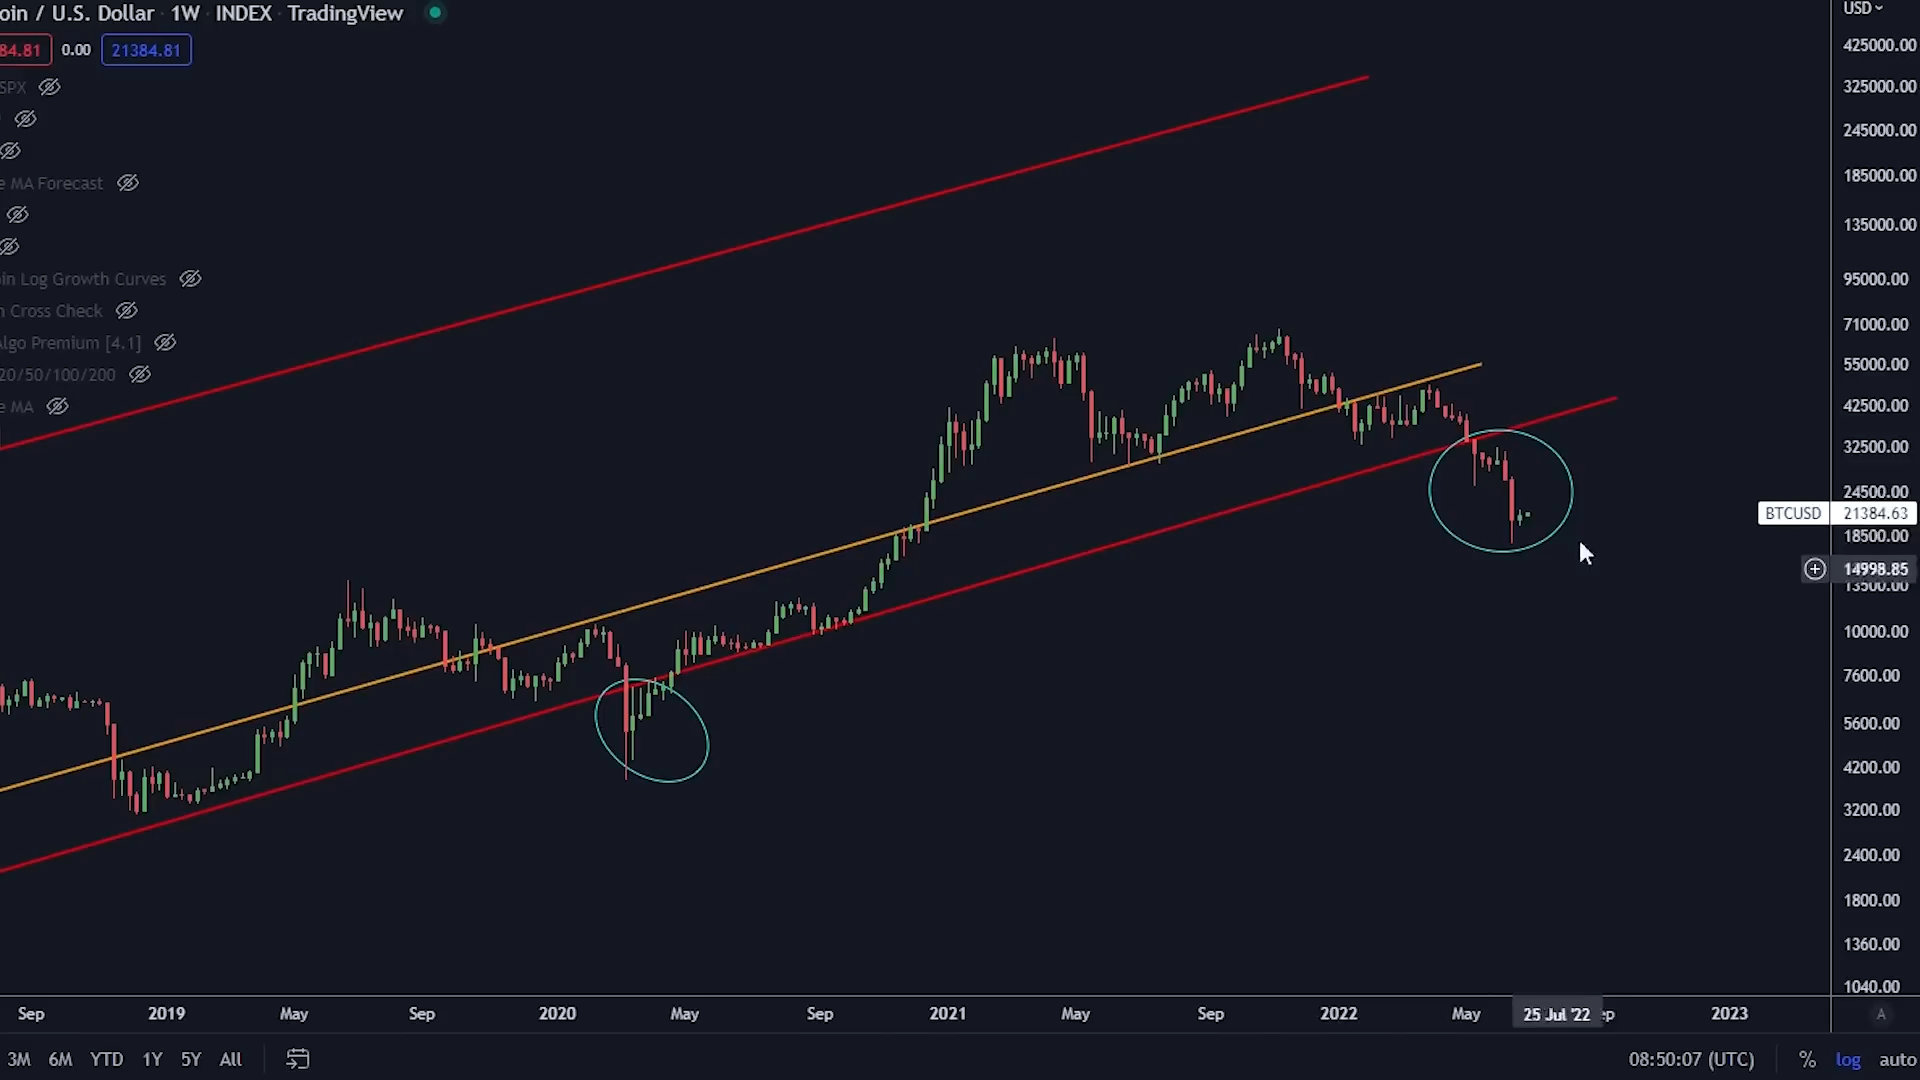 oin / U.S. Dollar · 1W · INDEX · TradingView
84.81 0.00 21384.81
SPX
e MA Forecast
in Log Growth Curves
n Cross Check
Algo Premium [4.1]
20/50/100/200
e MA
USD
425000.00
325000.00
245000.00
185000.00
135000.00
95000.00
71000.00
55000.00
42500.00
32500.00
24500.00
BTCUSD 21384.63
18500.00
14998.85
13500.00
10000.00
7600.00
5600.00
4200.00
3200.00
2400.00
1800.00
1360.00
1040.00
Sep 2019 May Sep 2020 May Sep 2021 May Sep 2022 May 25 Jul '22 ep 2023 A
3M 6M YTD 1Y 5Y All 08:50:07 (UTC) % log auto